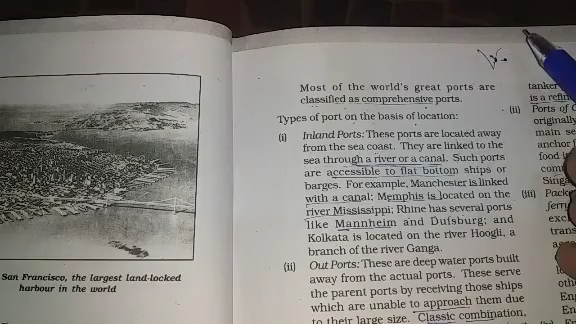 San Francisco, the largest land-locked
harbour in the world
Most of the world's great ports are
classified as comprehensive ports.
Types of port on the basis of location:
(i) Inland Ports: These ports are located away
from the sea coast. They are linked to the
sea through a river or a canal. Such ports
are accessible to flat bottom ships or
barges. For example, Manchester is linked
with a canal; Memphis is located on the
river Mississippi; Rhine has several ports
like Mannheim and Duisburg; and
Kolkata is located on the river Hoogli, a
branch of the river Ganga.
(ii) Out Ports: These are deep water ports built
away from the actual ports. These serve
the parent ports by receiving those ships
which are unable to approach them due
to their large size. Classic combination,
tanker
is a refin
(ii) Ports of C
originally
main se
anchor
food
Singa
(iii) Pack
ferr
exc
trans